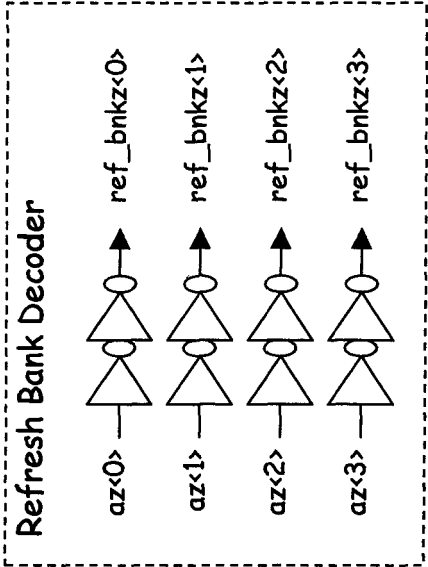 Refresh Bank Decoder
az<0> ref_bnkz<0>
az<1> ref_bnkz<1>
az<2> ref_bnkz<2>
az<3> ref_bnkz<3>